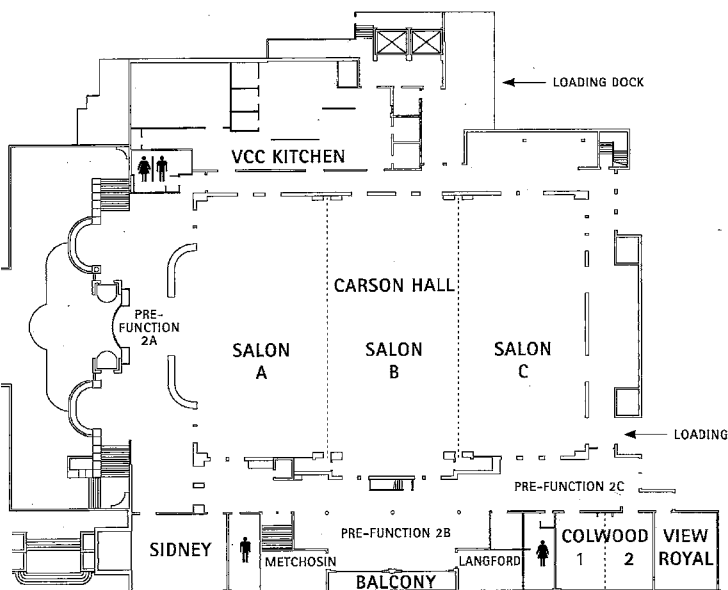 LOADING DOCK
VCC KITCHEN
CARSON HALL
PRE-
FUNCTION
2A
SALON
A
SALON
B
SALON
C
LOADING
PRE-FUNCTION 2C
PRE-FUNCTION 2B
SIDNEY
METCHOSIN
BALCONY
LANGFORD
COLWOOD
1 2
VIEW
ROYAL